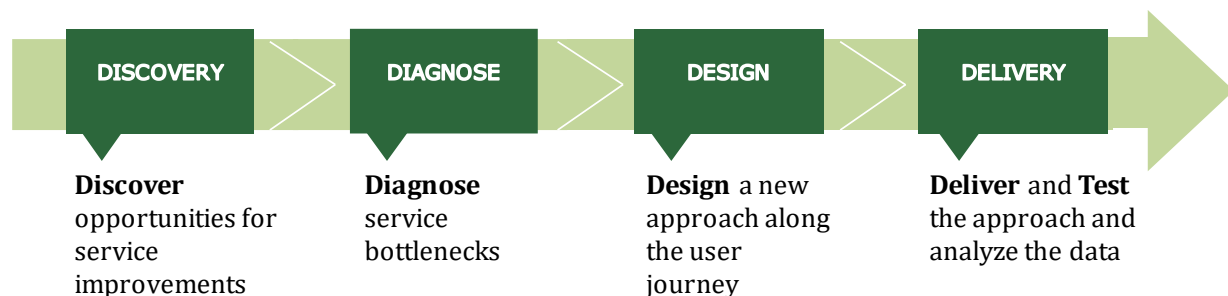 DISCOVERY
DIAGNOSE
DESIGN
DELIVERY
Discover
opportunities for
service
improvements
Diagnose
service
bottlenecks
Design a new
approach along
the user
journey
Deliver and Test
the approach and
analyze the data